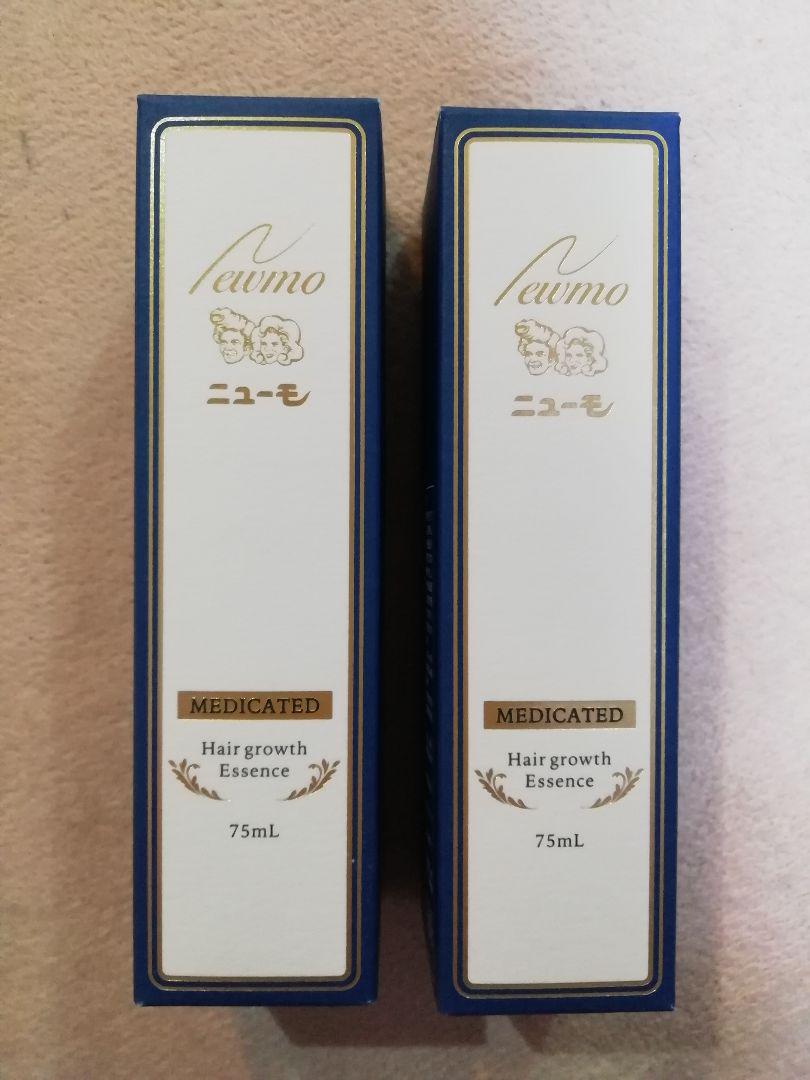 Newmo
ニューモ
MEDICATED
Hair growth
Essence
75mL
Newmo
ニューモ
MEDICATED
Hair growth
Essence
75mL